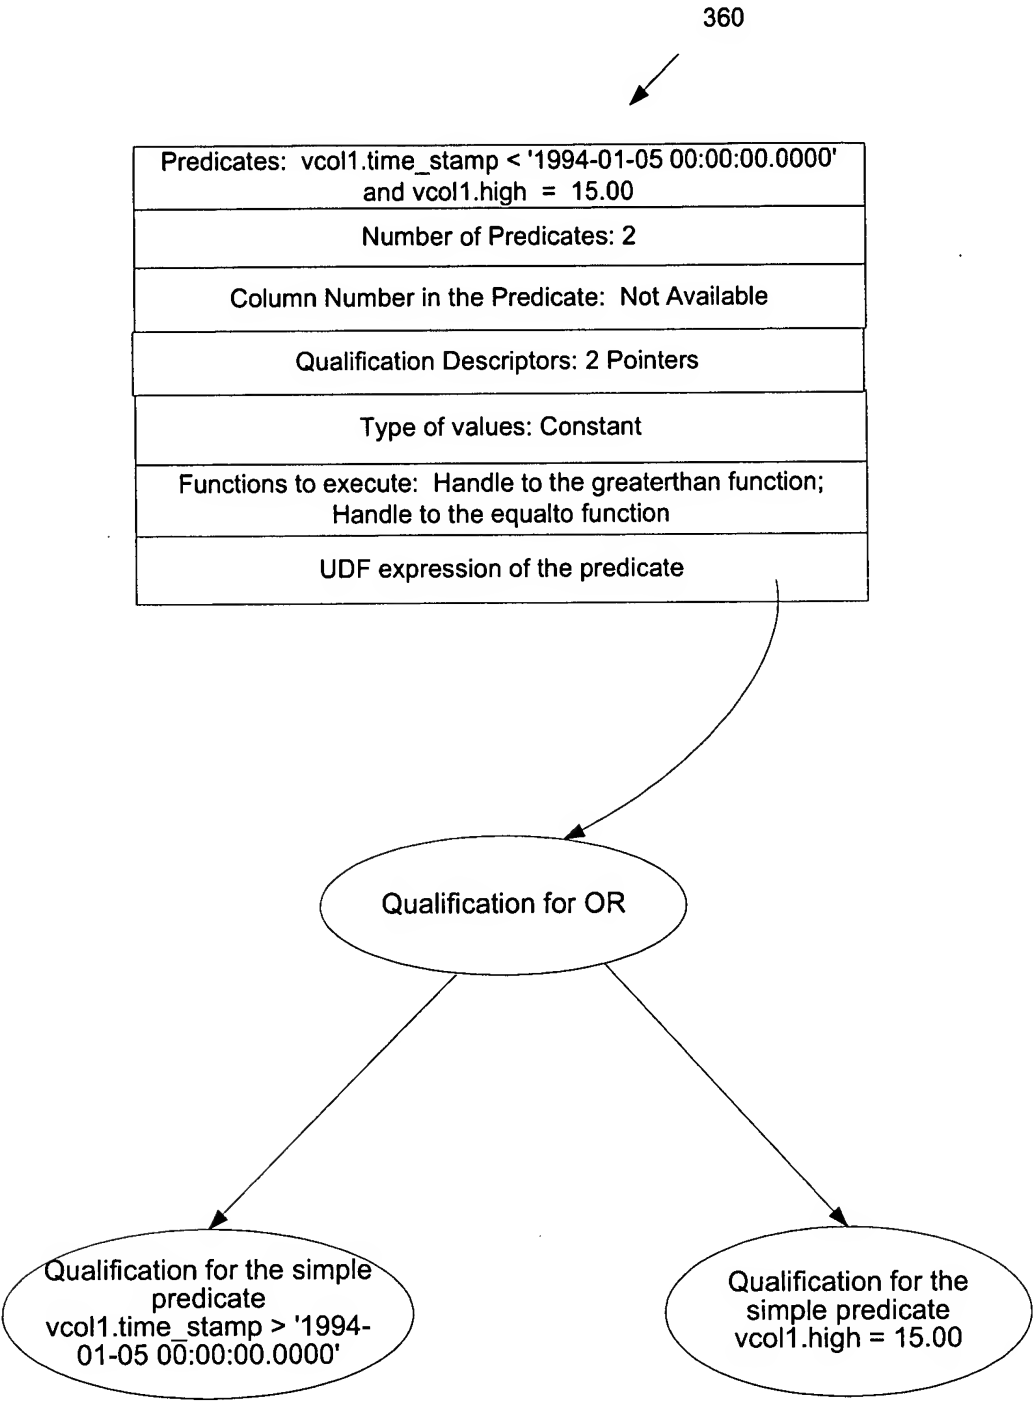 360
Predicates: vcol1.time_stamp < '1994-01-05 00:00:00.0000'
and vcol1.high = 15.00
Number of Predicates: 2
Column Number in the Predicate: Not Available
Qualification Descriptors: 2 Pointers
Type of values: Constant
Functions to execute: Handle to the greaterthan function;
Handle to the equalto function
UDF expression of the predicate
Qualification for OR
Qualification for the simple
predicate
vcol1.time_stamp > '1994-
01-05 00:00:00.0000'
Qualification for the
simple predicate
vcol1.high = 15.00